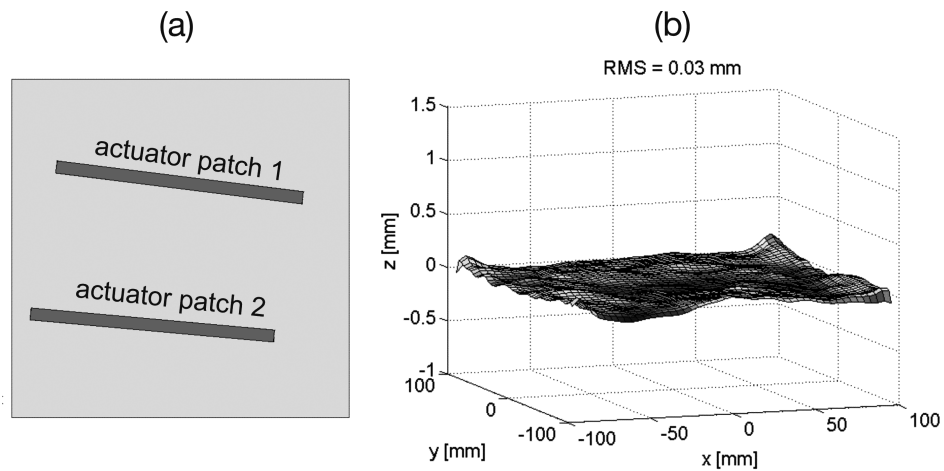 (a)
actuator patch 1
actuator patch 2
(b)
RMS = 0.03 mm
1.5
1
0.5
0
-0.5
-1
z [mm]
100
0
-100
y [mm]
-100
-50
0
50
100
x [mm]